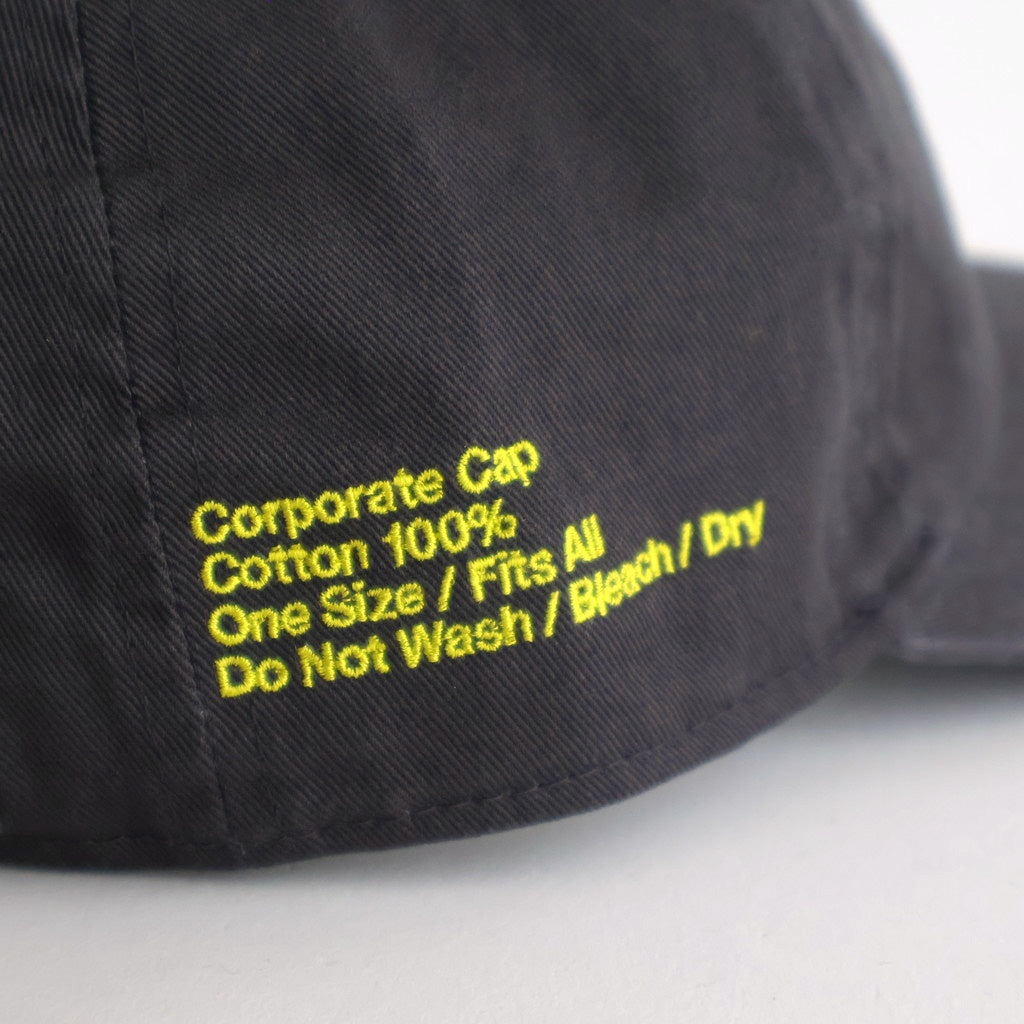 Corporate Cap
Cotton 100%
One Size / Fits All
Do Not Wash / Bleach / Dry